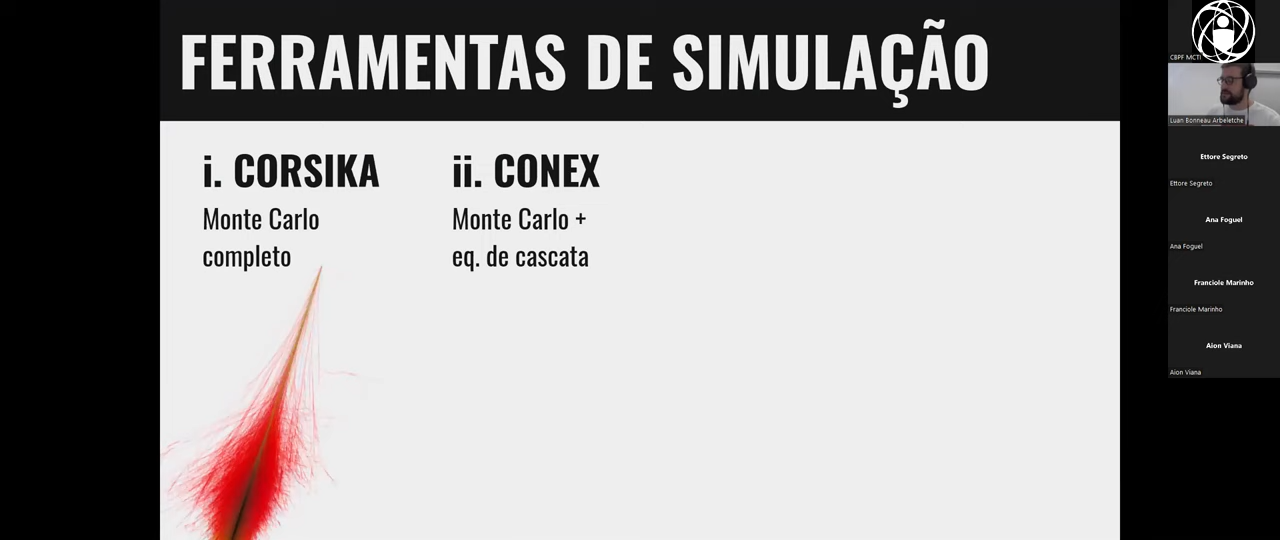 FERRAMENTAS DE SIMULAÇÃO
i. CORSIKA
Monte Carlo
completo
ii. CONEX
Monte Carlo +
eq. de cascata
CBPF MCTI
Luan Bonneau Arbeletche
Ettore Segreto
Ettore Segreto
Ana Foguel
Ana Foguel
Franciole Marinho
Franciole Marinho
Aion Viana
Aion Viana